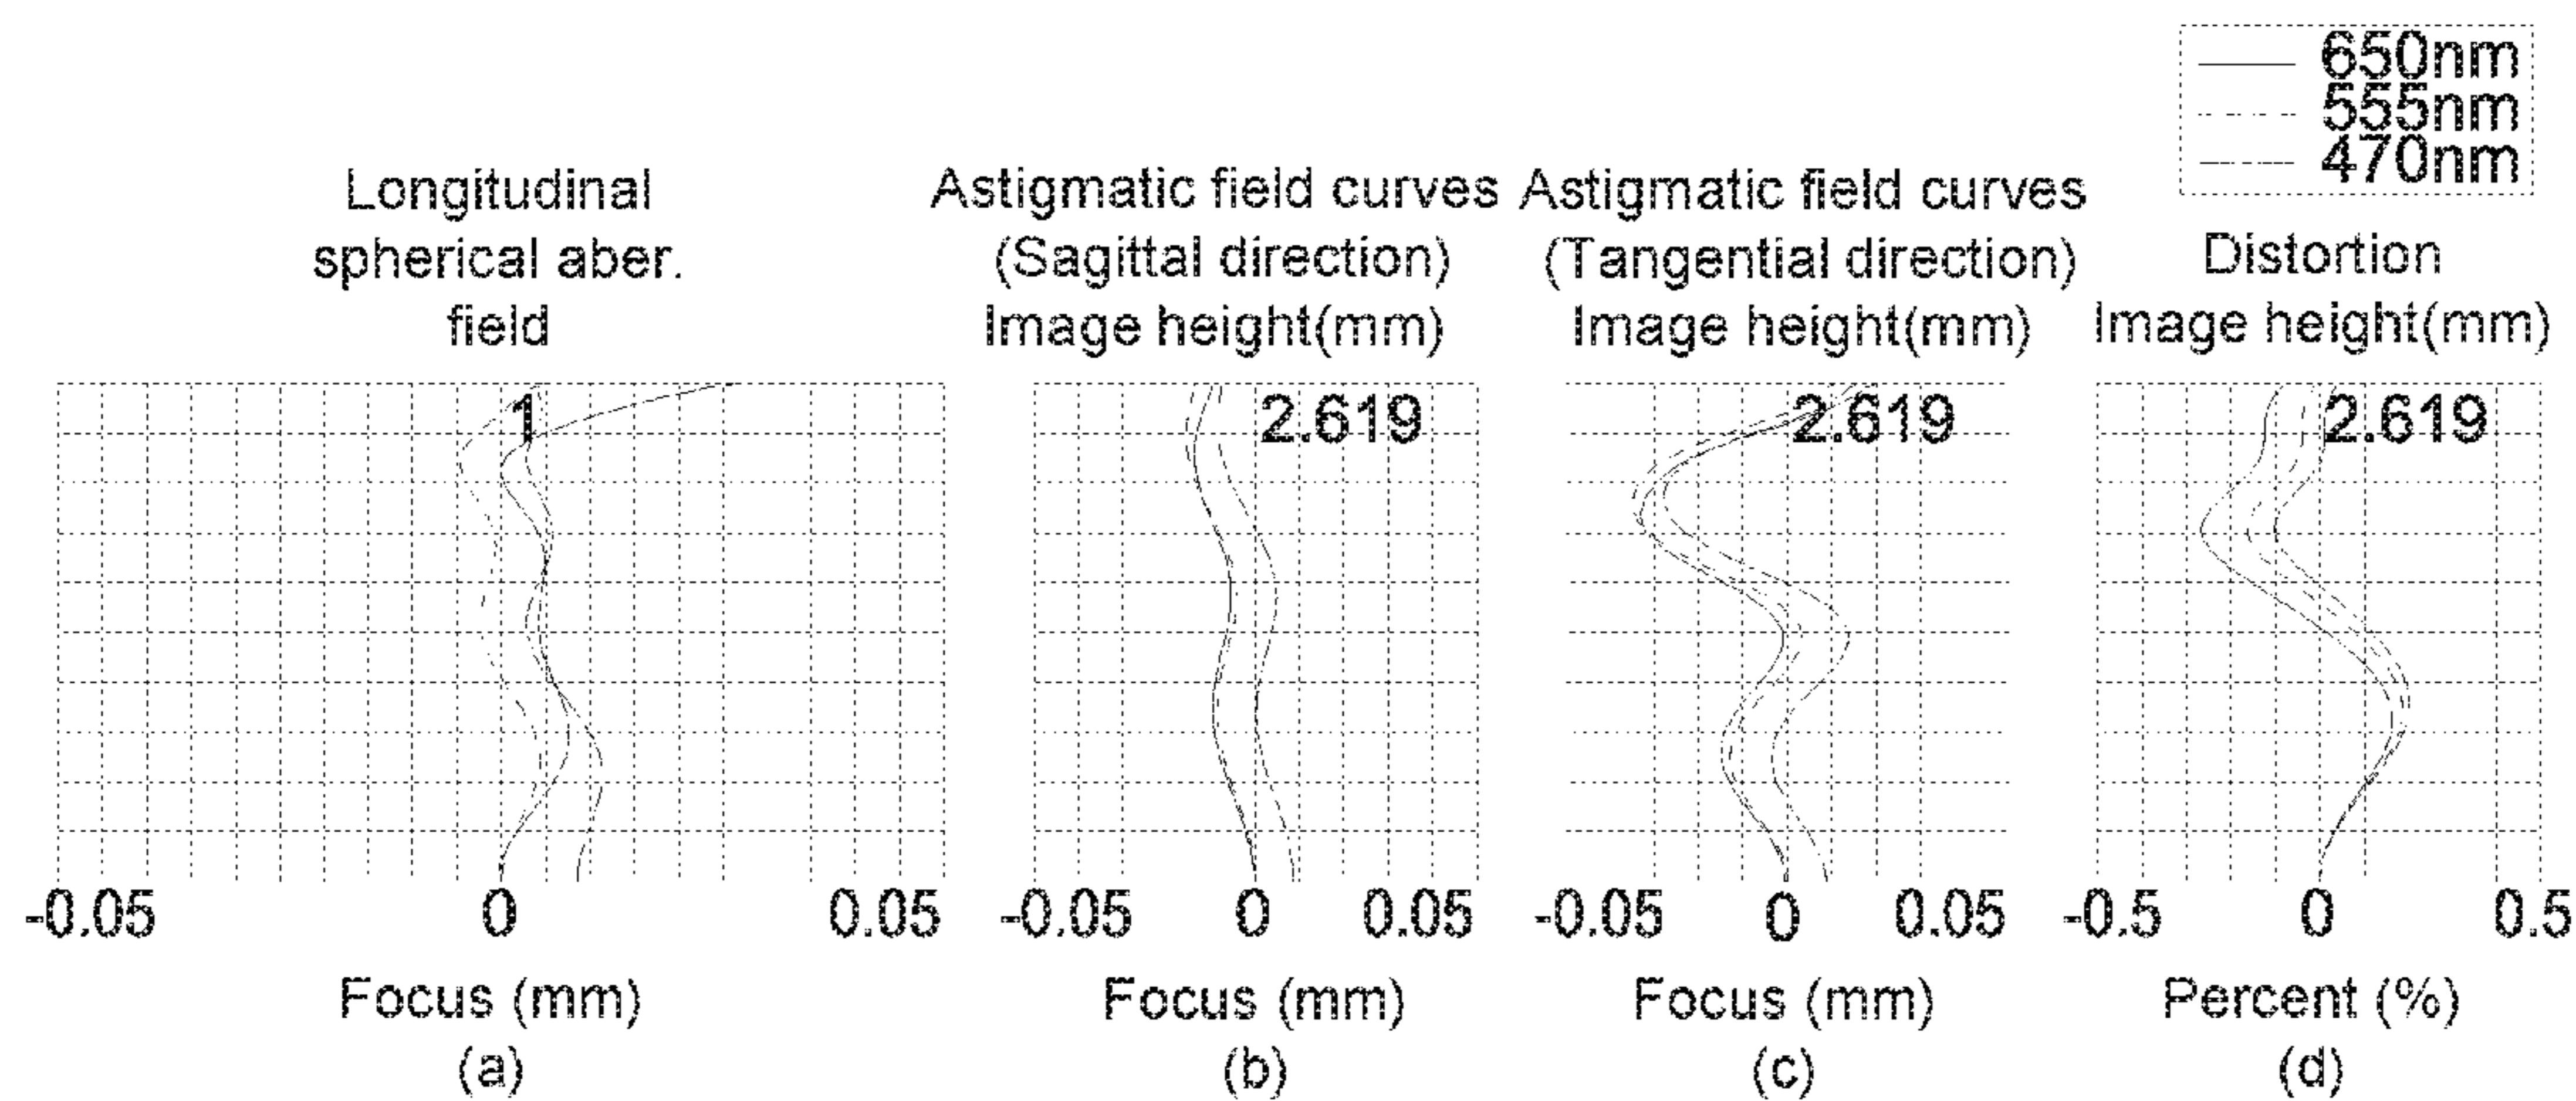 650nm
555nm
470nm
Longitudinal
spherical aber.
field
Astigmatic field curves
(Sagittal direction)
Image height(mm)
Astigmatic field curves
(Tangential direction)
Image height(mm)
Distortion
Image height(mm)
1
2.619
2.619
2.619
-0.05 0 0.05
-0.05 0 0.05
-0.05 0 0.05
-0.5 0 0.5
Focus (mm)
Focus (mm)
Focus (mm)
Percent (%)
(a)
(b)
(c)
(d)